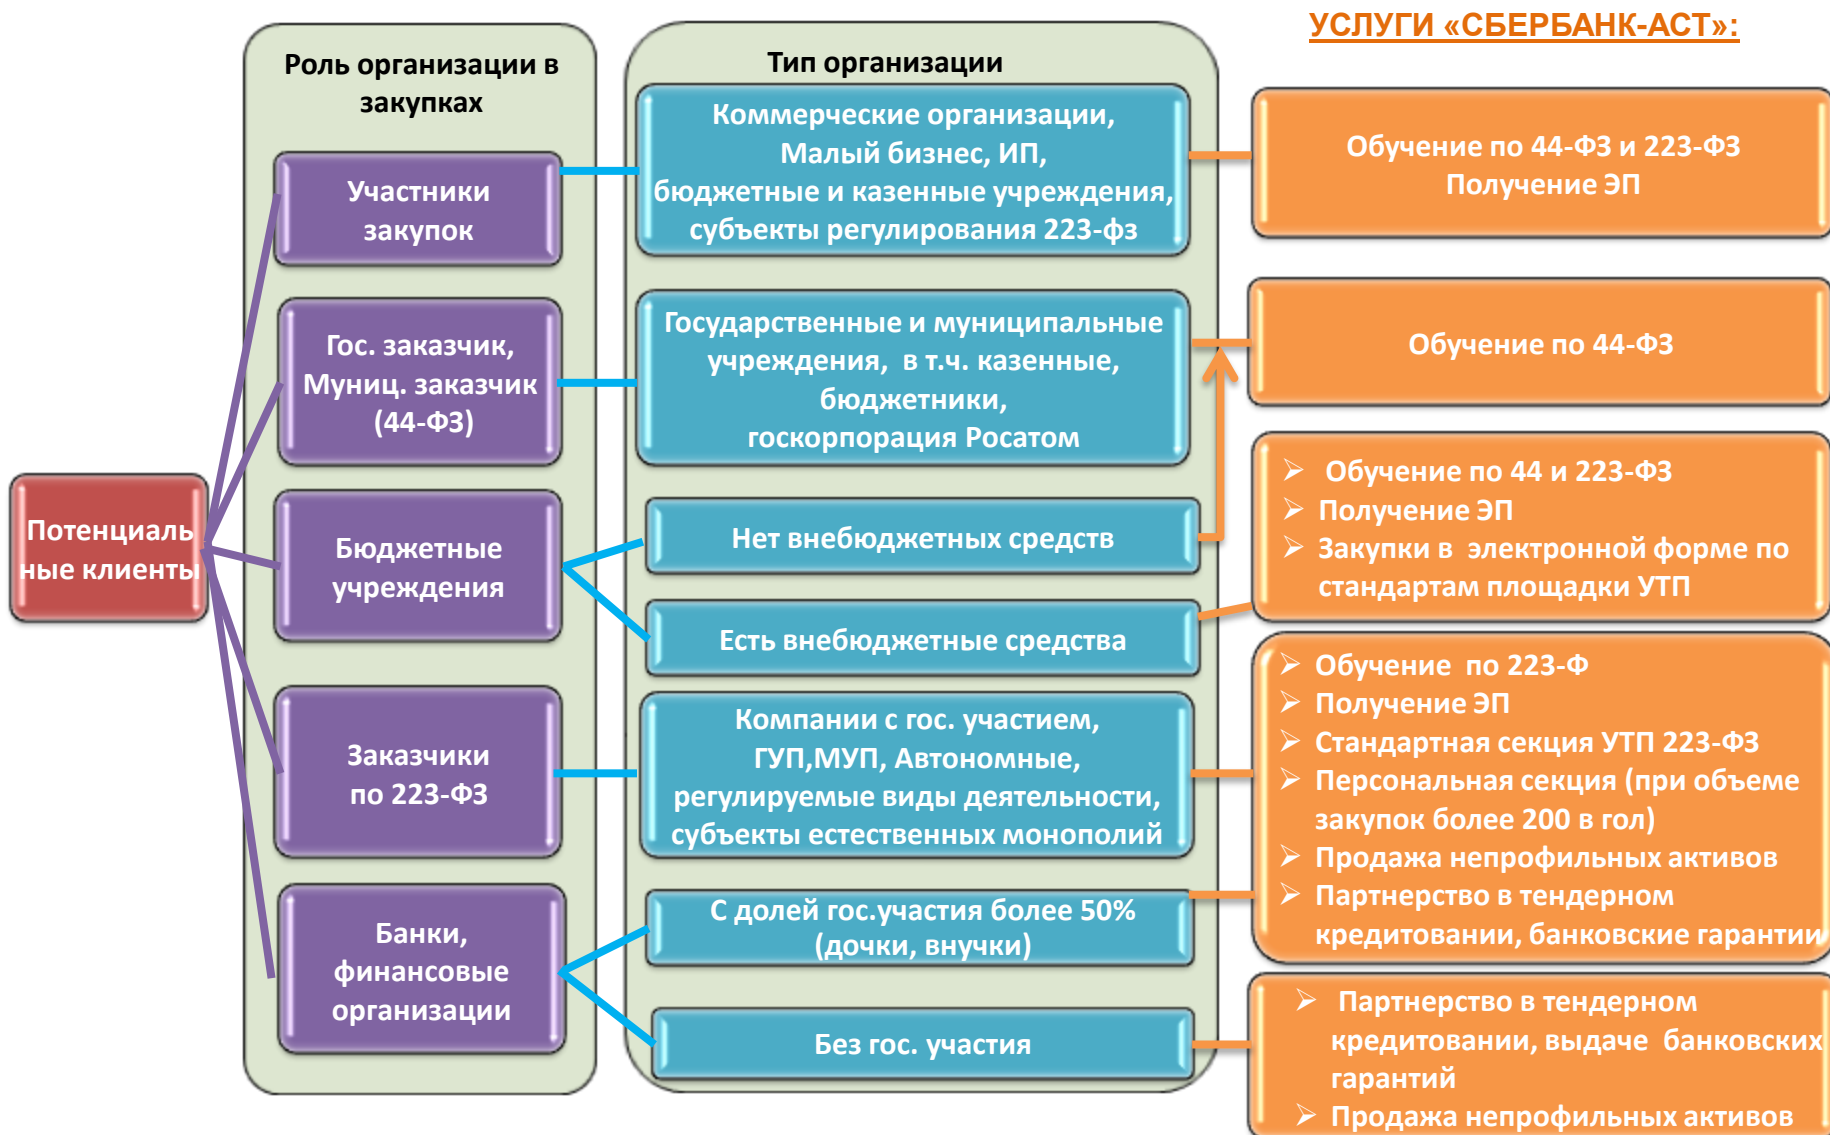 УСЛУГИ «СБЕРБАНК-АСТ»:
Роль организации в
закупках
Тип организации
Потенциаль
ные клиенты
Участники
закупок
Гос. заказчик,
Муниц. заказчик
(44-ФЗ)
Бюджетные
учреждения
Заказчики
по 223-ФЗ
Банки,
финансовые
организации
Коммерческие организации,
Малый бизнес, ИП,
бюджетные и казенные учреждения,
субъекты регулирования 223-фз
Государственные и муниципальные
учреждения, в т.ч. казенные,
бюджетники,
госкорпорация Росатом
Нет внебюджетных средств
Есть внебюджетные средства
Компании с гос. участием,
ГУП,МУП, Автономные,
регулируемые виды деятельности,
субъекты естественных монополий
С долей гос.участия более 50%
(дочки, внучки)
Без гос. участия
Обучение по 44-ФЗ и 223-ФЗ
Получение ЭП
Обучение по 44-ФЗ
➢ Обучение по 44 и 223-ФЗ
➢ Получение ЭП
➢ Закупки в электронной форме по
стандартам площадки УТП
➢ Обучение по 223-Ф
➢ Получение ЭП
➢ Стандартная секция УТП 223-ФЗ
➢ Персональная секция (при объеме
закупок более 200 в гол)
➢ Продажа непрофильных активов
➢ Партнерство в тендерном
кредитовании, банковские гарантии
➢ Партнерство в тендерном
кредитовании, выдаче банковских
гарантий
➢ Продажа непрофильных активов